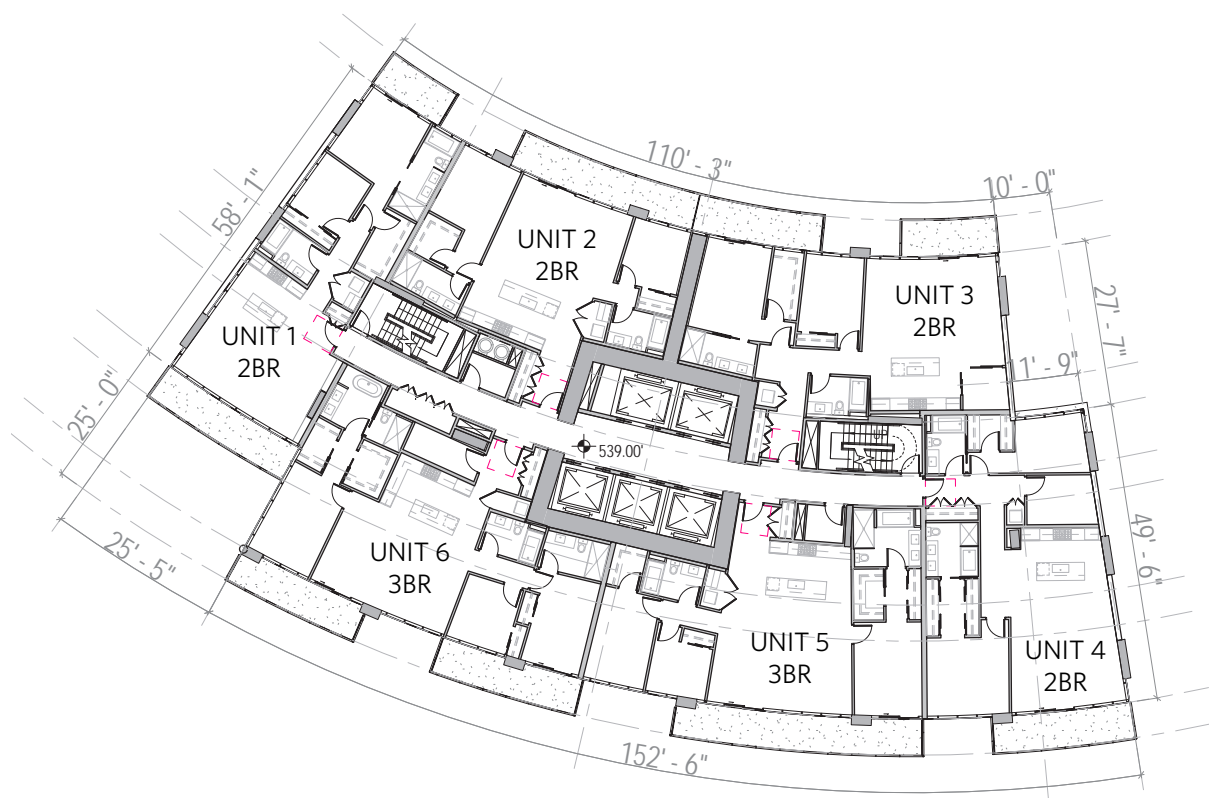 110' - 3"
10' - 0"
58' - 1"
UNIT 2
2BR
UNIT 3
2BR
27' - 7"
UNIT 1
2BR
11' - 9"
25' - 0"
539.00'
UNIT 6
3BR
49' - 6"
25' - 5"
UNIT 5
3BR
UNIT 4
2BR
152' - 6"